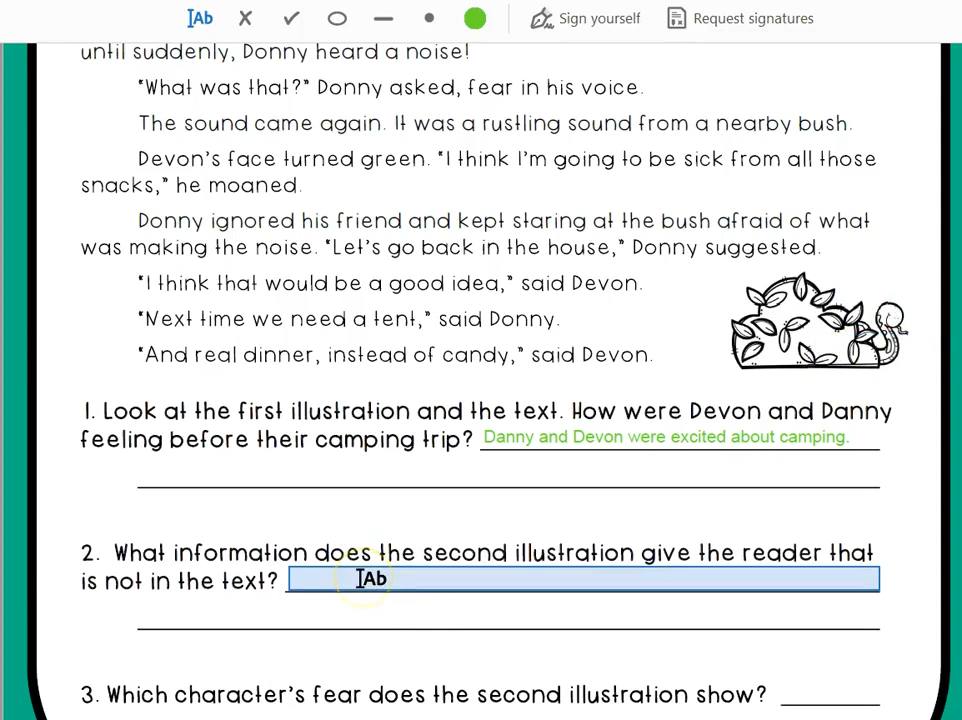 Ab
Sign yourself
Request signatures
until suddenly, Donny heard a noise!
"What was that?" Donny asked, fear in his voice.
The sound came again. It was a rustling sound from a nearby bush.
Devon's face turned green. "I think I'm going to be sick from all those
snacks," he moaned.
Donny ignored his friend and kept staring at the bush afraid of what
was making the noise. "Let's go back in the house," Donny suggested.
"I think that would be a good idea," said Devon.
"Next time we need a tent," said Donny.
"And real dinner, instead of candy," said Devon.
1. Look at the first illustration and the text. How were Devon and Danny
feeling before their camping trip? Danny and Devon were excited about camping.
2. What information does the second illustration give the reader that
is not in the text? Ab
3. Which character's fear does the second illustration show?